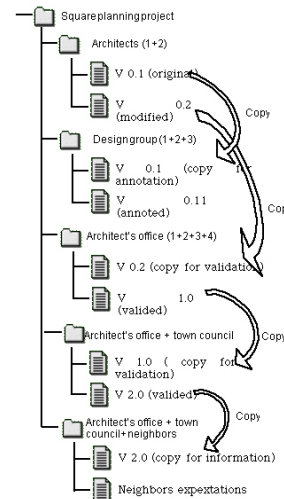 Squareplanningproject
Architects (1+2)
V 0.1 (original)
Copy
V 0.2
(modified)
Designgroup(1+2+3)
V 0.1 (copy for
annotation)
V 0.11
(annoted)
Copy
Architect's office (1+2+3+4)
V 0.2 (copy for validation)
V 1.0
(valided)
Architect's office + town council
Copy
V 1.0 ( copy for
validation)
V 2.0 (valided)
Copy
Architect's office + town
council+neighbors
V 2.0 (copy for information)
Neighbors expextations